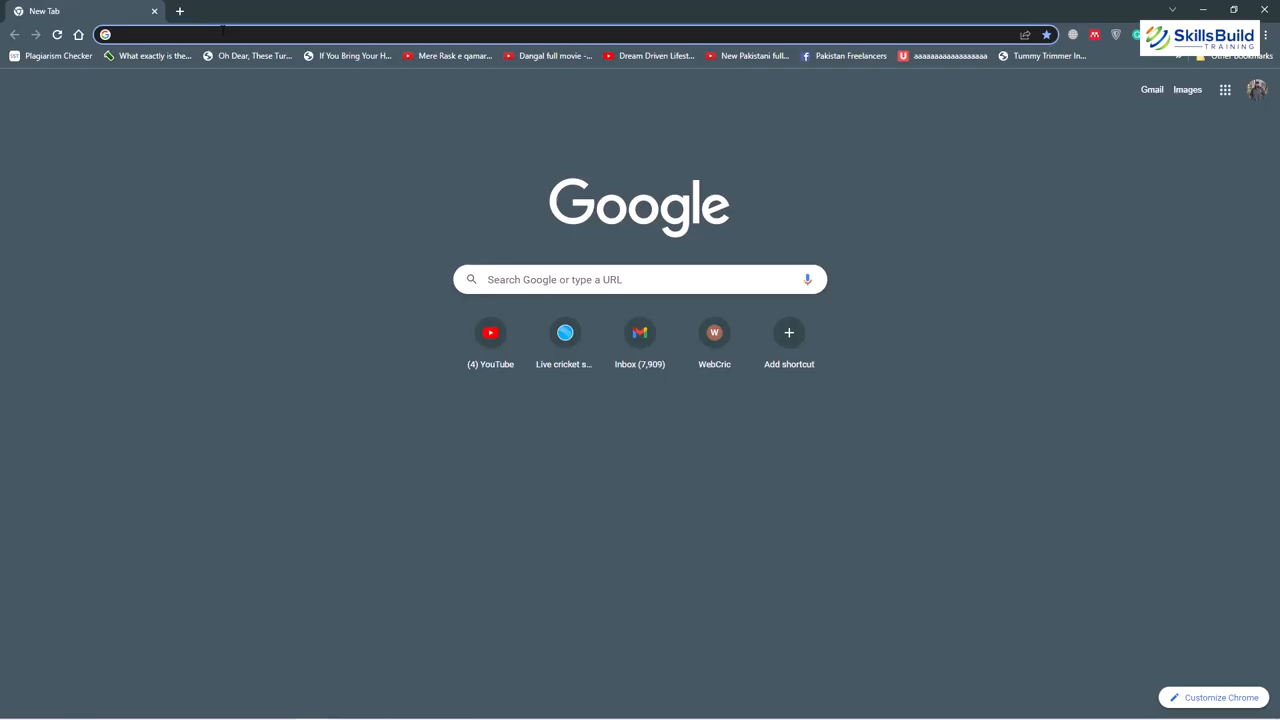 New Tab
SkillsBuild
TRAINING
Plagiarism Checker
What exactly is the...
Oh Dear, These Tur...
If You Bring Your H...
Mere Rashke qamar...
Dangal full movie -...
Dream Driven Lifest...
New Pakistani full...
Pakistan Freelancers
aaaaaaaaaaaaaaaaa
Tummy Trimmer In...
Other Bookmarks
Gmail
Images
Google
Search Google or type a URL
(4) YouTube
Live cricket s...
Inbox (7,909)
W
WebCric
Add shortcut
Customize Chrome